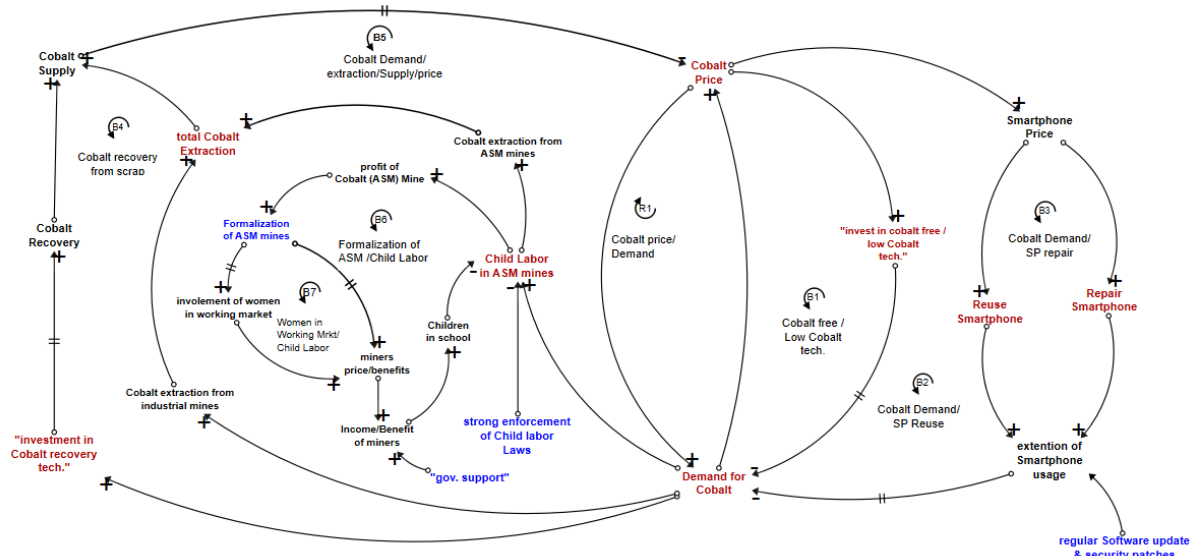 B5
Cobalt
Supply
Cobalt Demand/
extraction/Supply/price
Cobalt
Price
B4
Cobalt recovery
from scrap
total Cobalt
Extraction
Cobalt extraction from
ASM mines
Smartphone
Price
profit of
Cobalt (ASM) Mine
Formalization
of ASM mines
B6
Formalization of
ASM /Child Labor
R1
Cobalt price/
Demand
"invest in cobalt free /
low Cobalt
tech."
B3
Cobalt Demand/
SP repair
Cobalt
Recovery
Child Labor
in ASM mines
involement of women
in working market
B7
Women in
Working Mrkt/
Child Labor
Children
in school
B1
Cobalt free /
Low Cobalt
tech.
Reuse
Smartphone
Repair
Smartphone
miners
price/benefits
Cobalt extraction from
industrial mines
B2
Cobalt Demand/
SP Reuse
Income/Benefit
of miners
strong enforcement
of Child labor
Laws
"investment in
Cobalt recovery
tech."
"gov. support"
Demand for
Cobalt
extention of
Smartphone
usage
regular Software update
& security patches